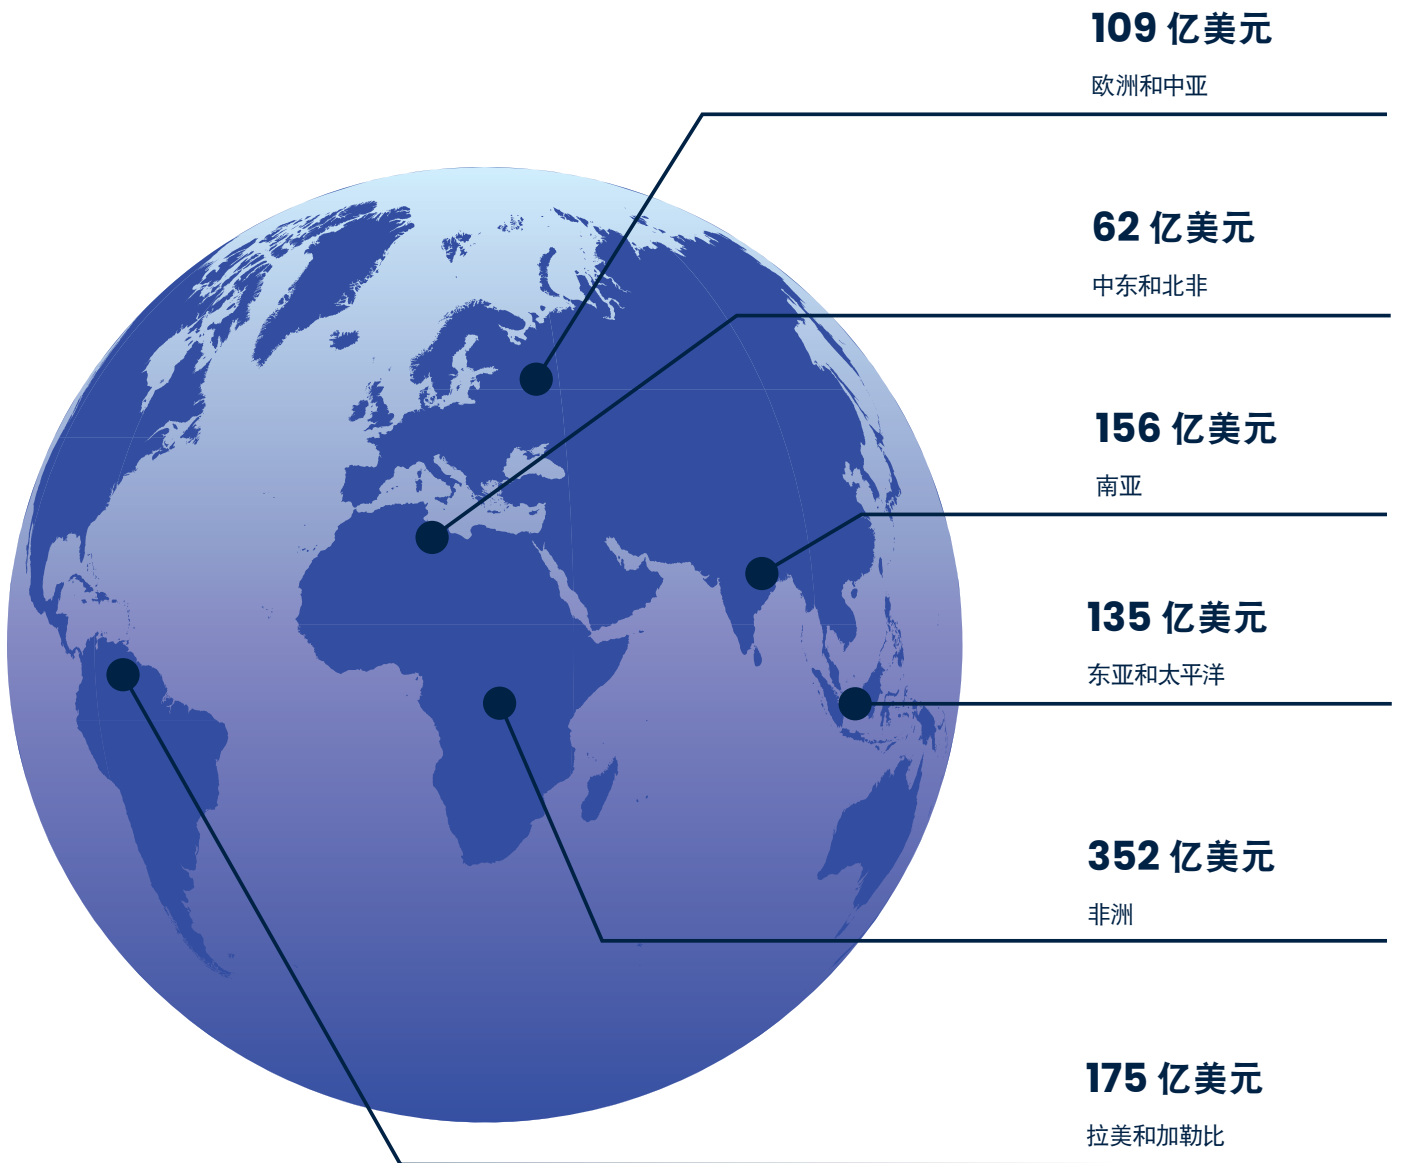 109 亿美元
欧洲和中亚
62 亿美元
中东和北非
156 亿美元
南亚
135 亿美元
东亚和太平洋
352 亿美元
非洲
175 亿美元
拉美和加勒比